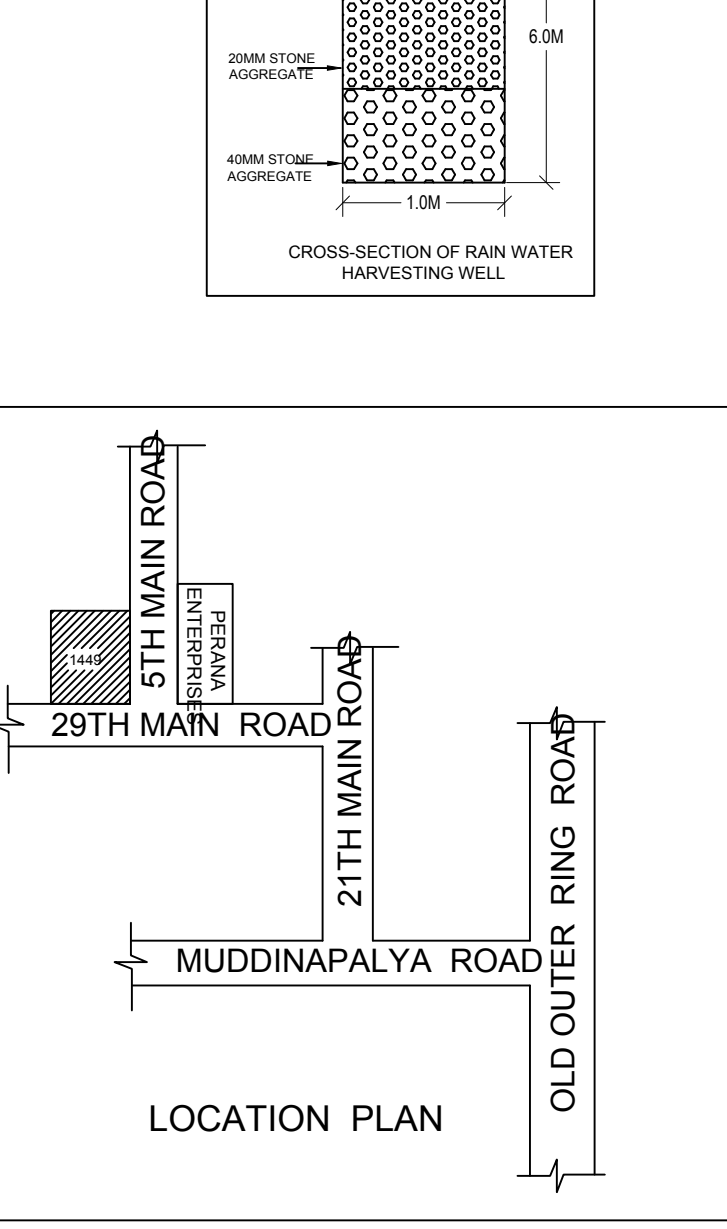 6.0M
20MM STONE
AGGREGATE
40MM STONE
AGGREGATE
1.0M
CROSS-SECTION OF RAIN WATER
HARVESTING WELL
5TH MAIN ROAD
PERANA
ENTERPRISES
1449
29TH MAIN ROAD
21TH MAIN ROAD
OLD OUTER RING ROAD
MUDDINAPALYA ROAD
LOCATION PLAN